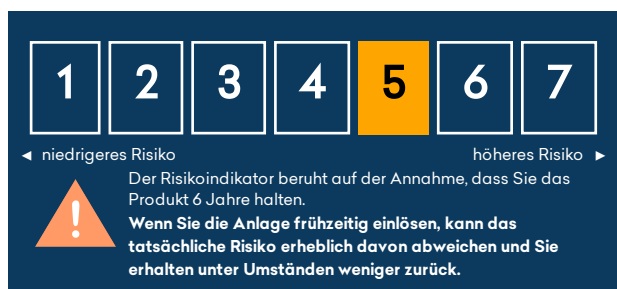 1 2 3 4 5 6 7
◄ niedrigeres Risiko höheres Risiko ►
Der Risikoindikator beruht auf der Annahme, dass Sie das
Produkt 6 Jahre halten.
Wenn Sie die Anlage frühzeitig einlösen, kann das
tatsächliche Risiko erheblich davon abweichen und Sie
erhalten unter Umständen weniger zurück.